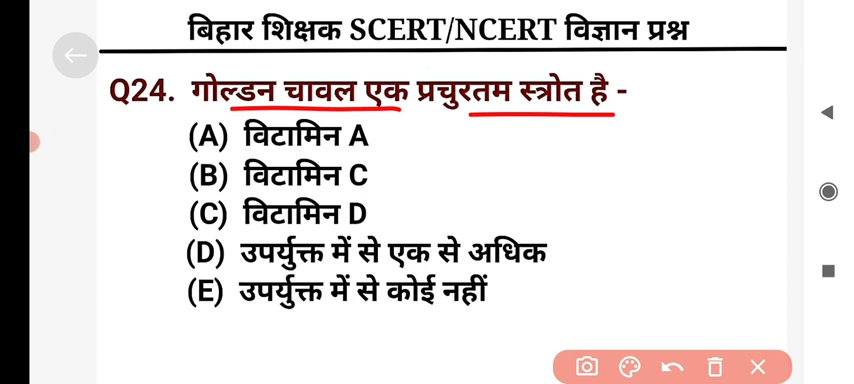 बिहार शिक्षक SCERT/NCERT विज्ञान प्रश्न
Q24. गोल्डन चावल एक प्रचुरतम स्त्रोत है -
(A) विटामिन A
(B) विटामिन C
(C) विटामिन D
(D) उपर्युक्त में से एक से अधिक
(E) उपर्युक्त में से कोई नहीं